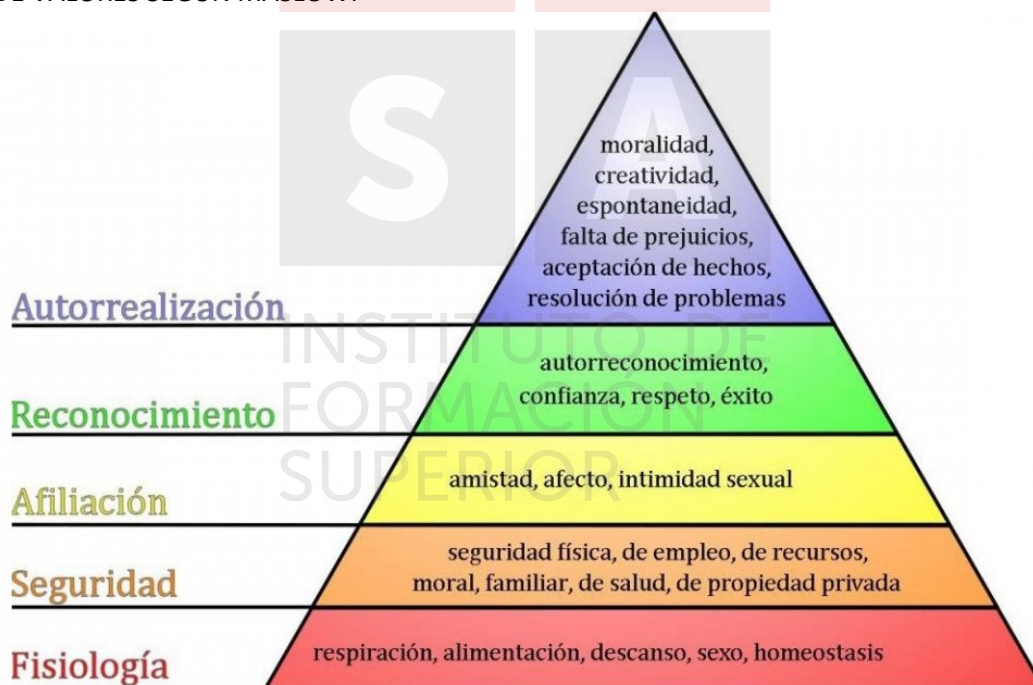 DE VALORES SEGÚN MASLOW:
S A
INSTITUTO DE
FORMACIÓN
SUPERIOR
moralidad,
creatividad,
espontaneidad,
falta de prejuicios,
aceptación de hechos,
resolución de problemas
Autorrealización
autorreconocimiento,
confianza, respeto, éxito
Reconocimiento
amistad, afecto, intimidad sexual
Afiliación
seguridad física, de empleo, de recursos,
moral, familiar, de salud, de propiedad privada
Seguridad
respiración, alimentación, descanso, sexo, homeostasis
Fisiología